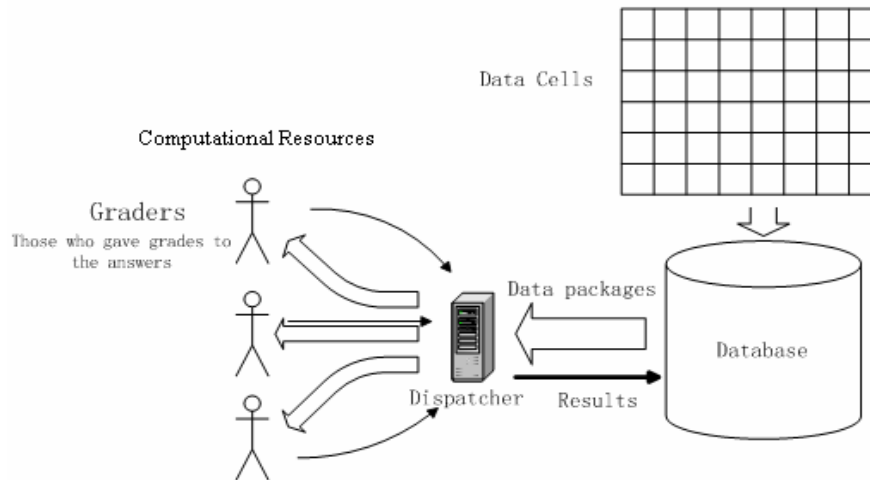 Data Cells
Computational Resources
Graders
Those who gave grades to
the answers
Data packages
Database
Dispatcher
Results